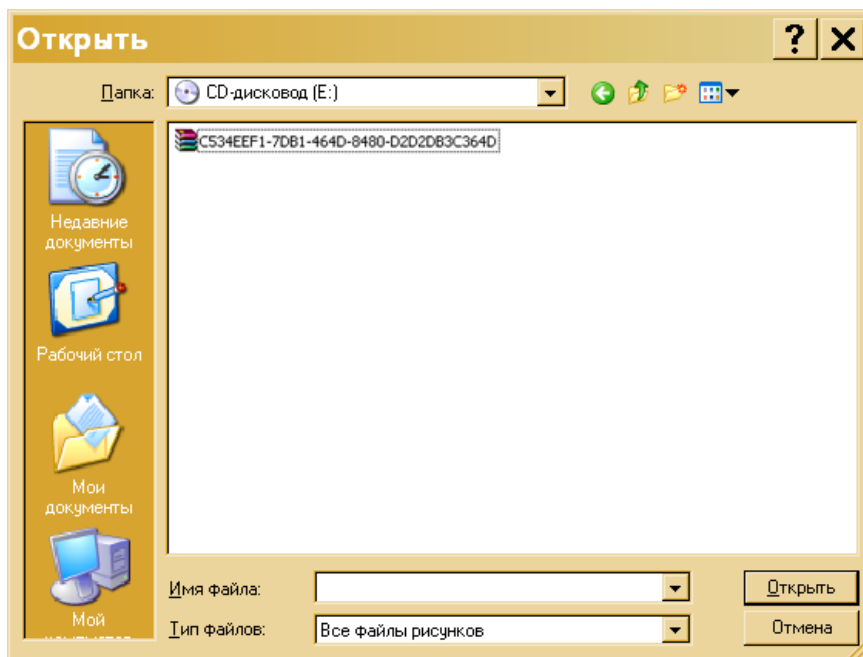 Открыть
Папка: CD-дисковод (E:)
C534EEF1-7DB1-464D-8480-D2D2DB3C364D
Недавние
документы
Рабочий стол
Мои
документы
Мой
Имя файла:
Открыть
Тип файлов: Все файлы рисунков
Отмена